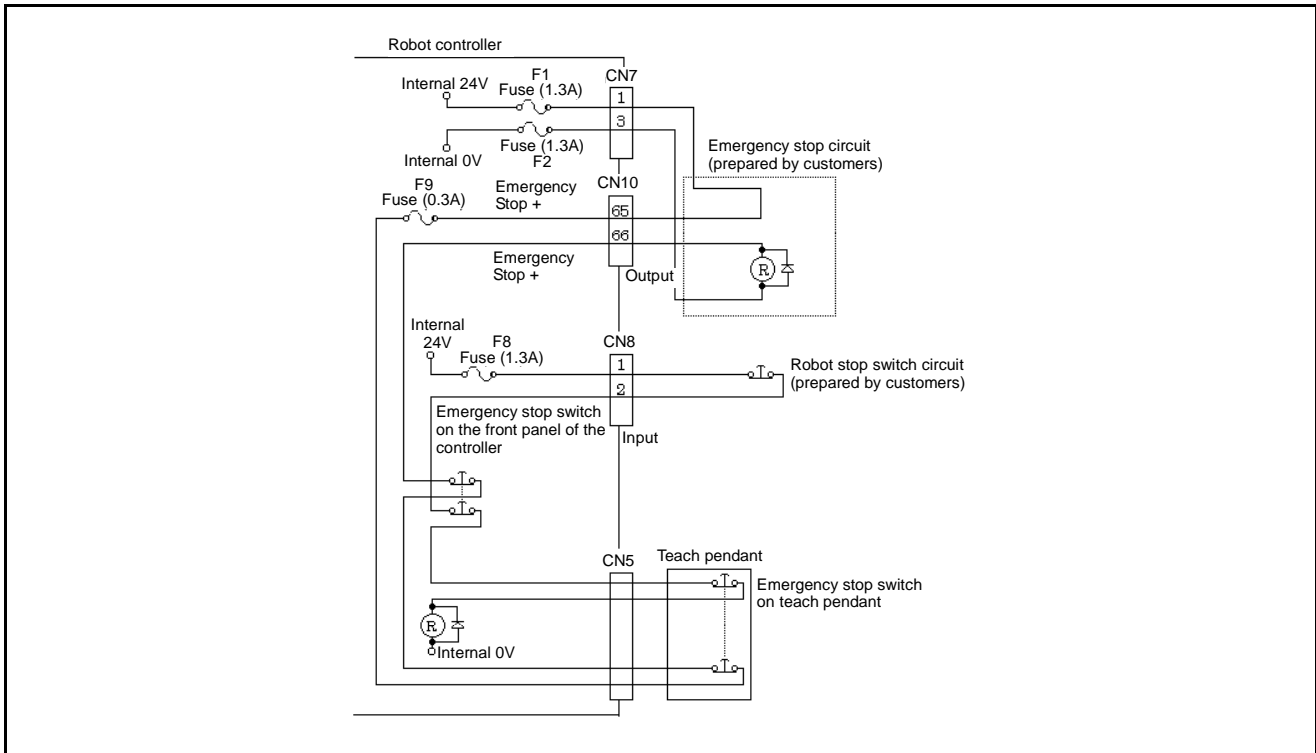 Robot controller
F1
CN7
Internal 24V
Fuse (1.3A)
1
3
Internal 0V
Fuse (1.3A)
F2
Emergency stop circuit
(prepared by customers)
F9
Fuse (0.3A)
Emergency
Stop +
CN10
65
66
Emergency
Stop +
Output
R
Internal
24V
F8
Fuse (1.3A)
CN8
1
2
Robot stop switch circuit
(prepared by customers)
Emergency stop switch
on the front panel of the
controller
Input
CN5
Teach pendant
Emergency stop switch
on teach pendant
R
Internal 0V